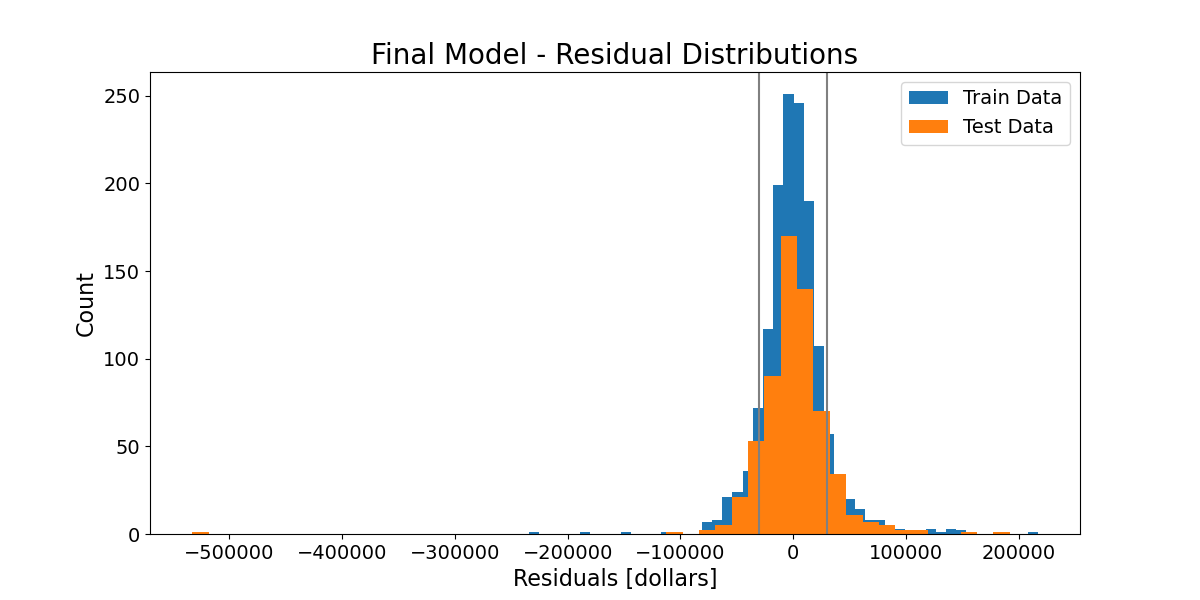 Final Model - Residual Distributions
Train Data
Test Data
250
200
150
100
50
0
Count
−500000 −400000 −300000 −200000 −100000 0 100000 200000
Residuals [dollars]